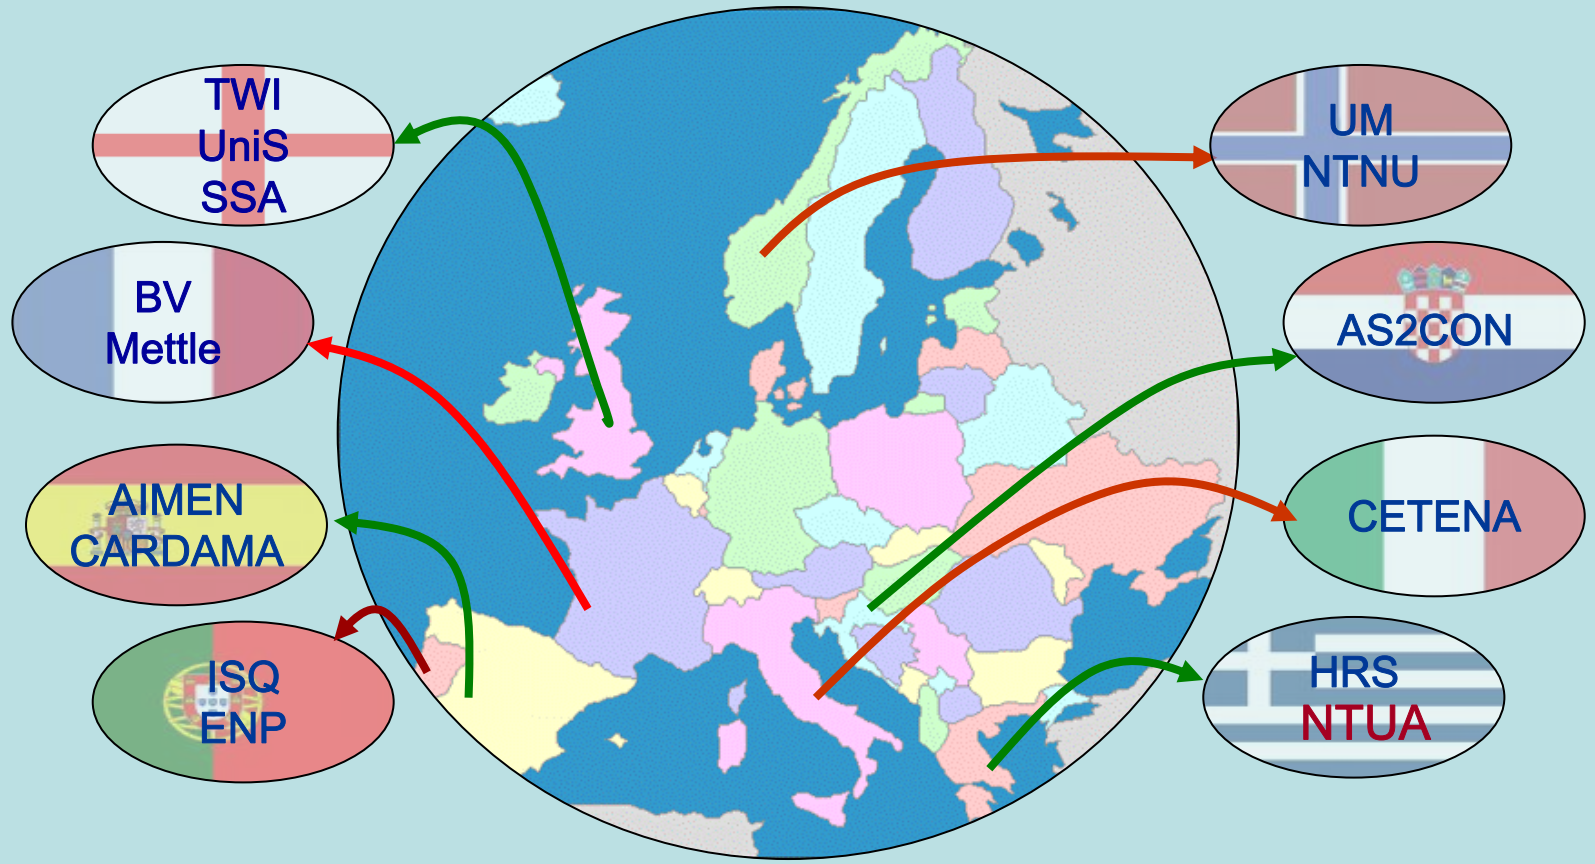 TWI
UniS
SSA
BV
Mettle
AIMEN
CARDAMA
ISQ
ENP
UM
NTNU
AS2CON
CETENA
HRS
NTUA